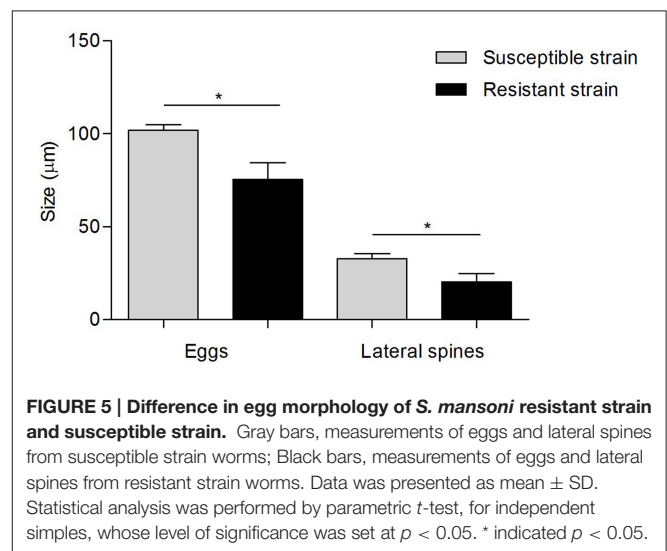 150
Susceptible strain
Resistant strain
*
100
Size (μm)
*
50
0
Eggs
Lateral spines
FIGURE 5 | Difference in egg morphology of S. mansoni resistant strain
and susceptible strain. Gray bars, measurements of eggs and lateral spines
from susceptible strain worms; Black bars, measurements of eggs and lateral
spines from resistant strain worms. Data was presented as mean ± SD.
Statistical analysis was performed by parametric t-test, for independent
simples, whose level of significance was set at p < 0.05. * indicated p < 0.05.